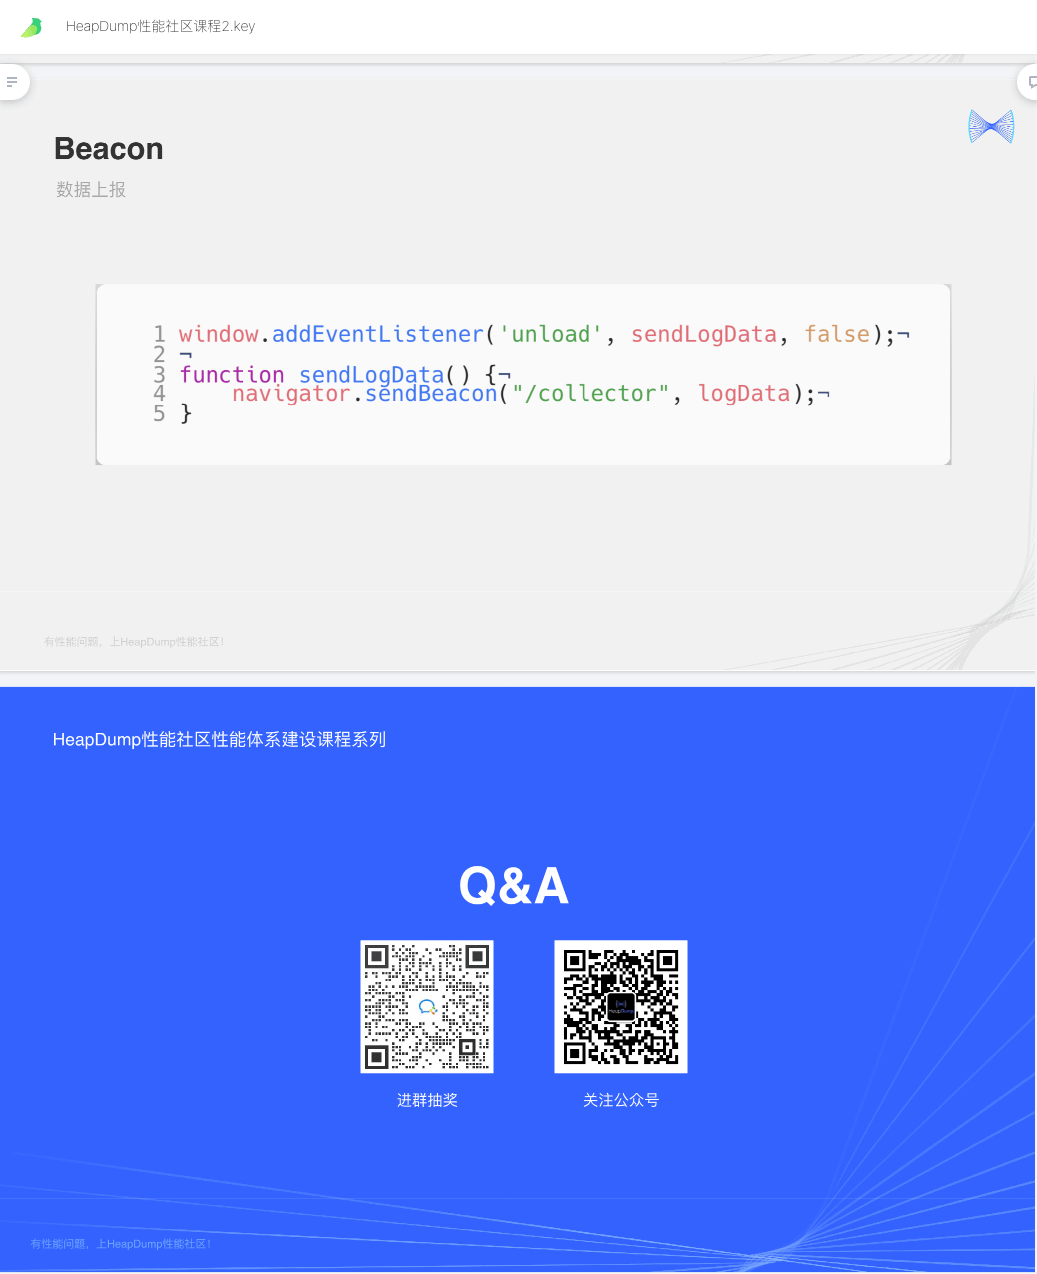 HeapDump性能社区课程2.key
Beacon
数据上报
1 window.addEventListener('unload', sendLogData, false);¬
2 ¬
3 function sendLogData() {¬
4     navigator.sendBeacon("/collector", logData);¬
5 }
有性能问题，上HeapDump性能社区！
HeapDump性能社区性能体系建设课程系列
Q&A
HeapDump
进群抽奖 关注公众号
有性能问题，上HeapDump性能社区！